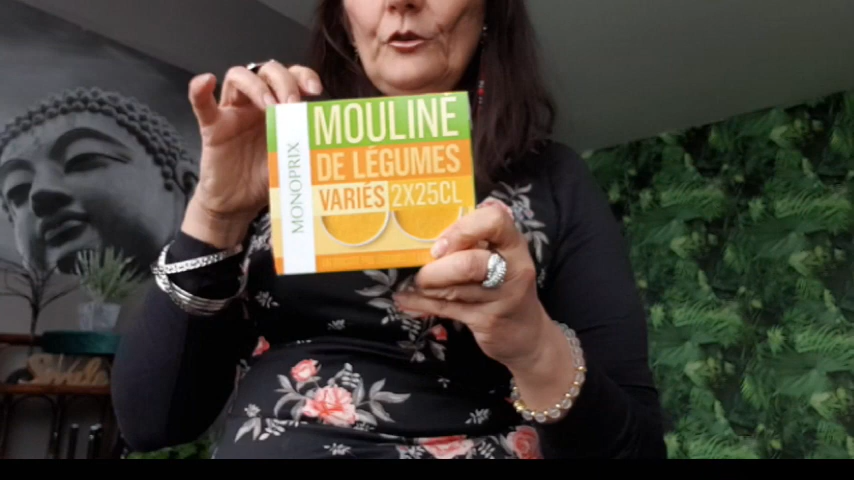 MONOPRIX
MOULINÉ
DE LÉGUMES
VARIÉS 2X25CL